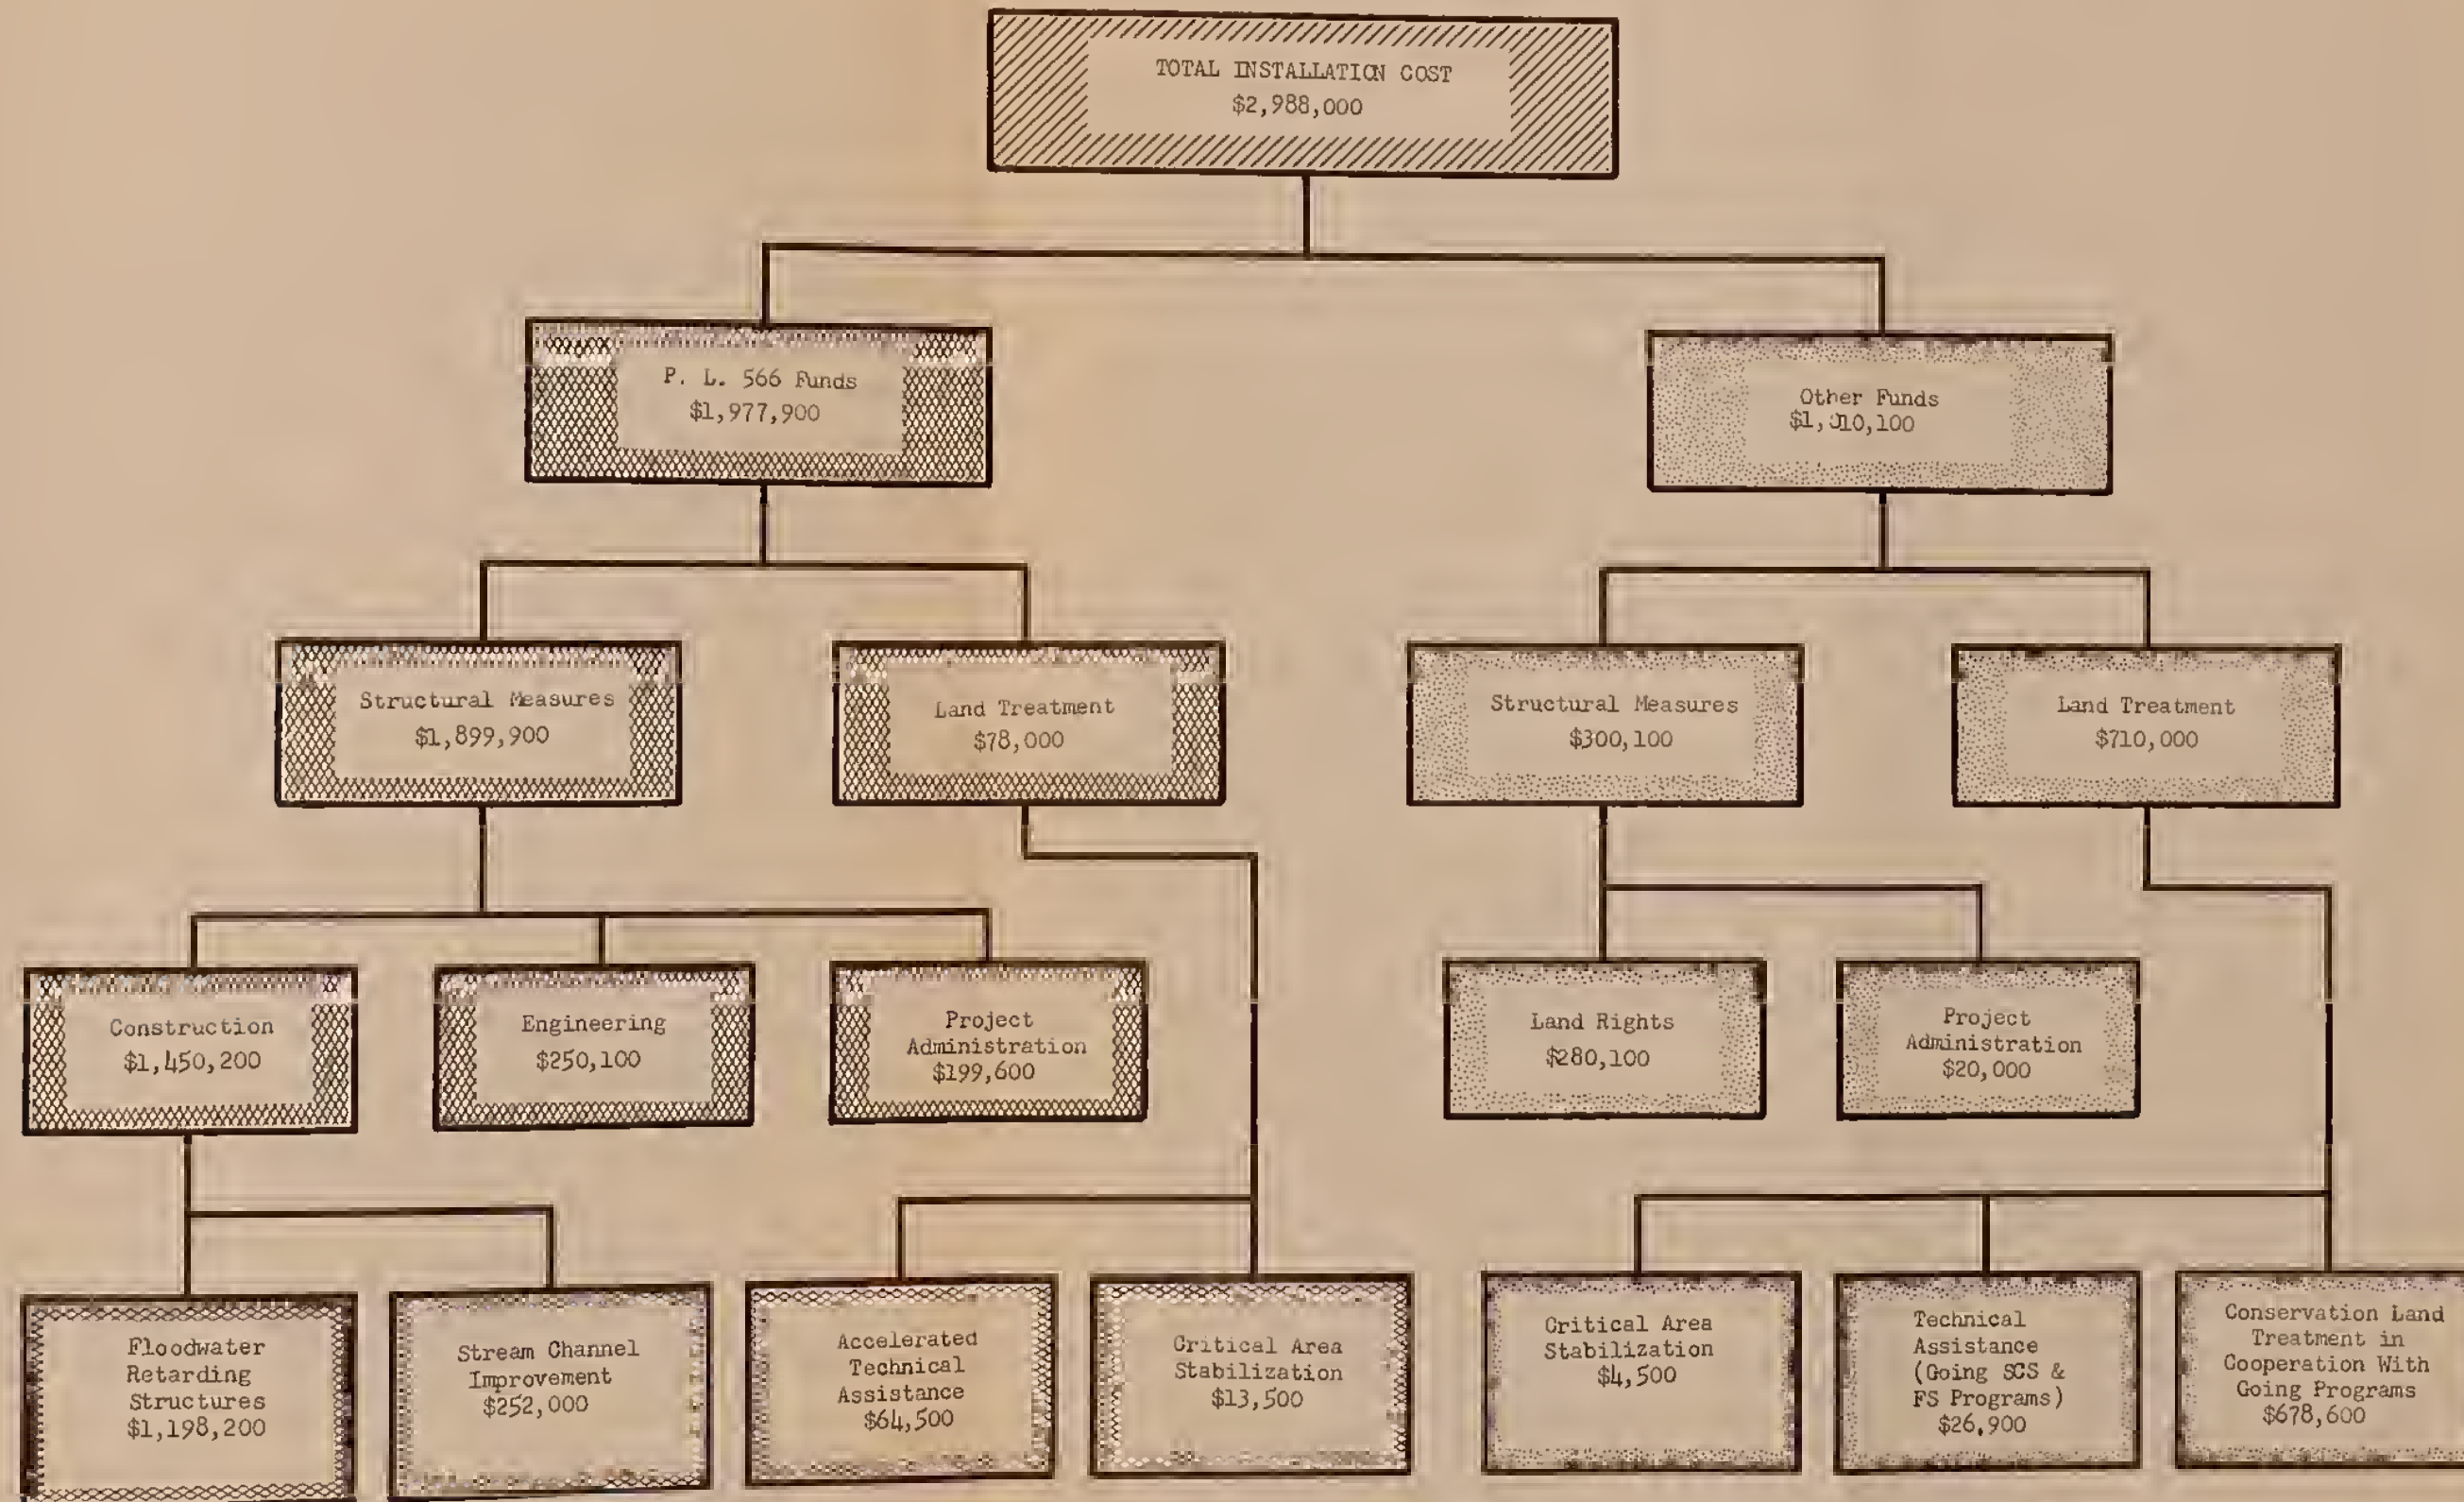 TOTAL INSTALLATION COST
$2,988,000
P. L. 566 Funds
$1,977,900
Other Funds
$1,010,100
Structural Measures
$1,899,900
Land Treatment
$78,000
Structural Measures
$300,100
Land Treatment
$710,000
Construction
$1,450,200
Engineering
$250,100
Project
Administration
$199,600
Land Rights
$280,100
Project
Administration
$20,000
Floodwater
Retarding
Structures
$1,198,200
Stream Channel
Improvement
$252,000
Accelerated
Technical
Assistance
$64,500
Critical Area
Stabilization
$13,500
Critical Area
Stabilization
$4,500
Technical
Assistance
(Going SCS &
FS Programs)
$26,900
Conservation Land
Treatment in
Cooperation With
Going Programs
$678,600